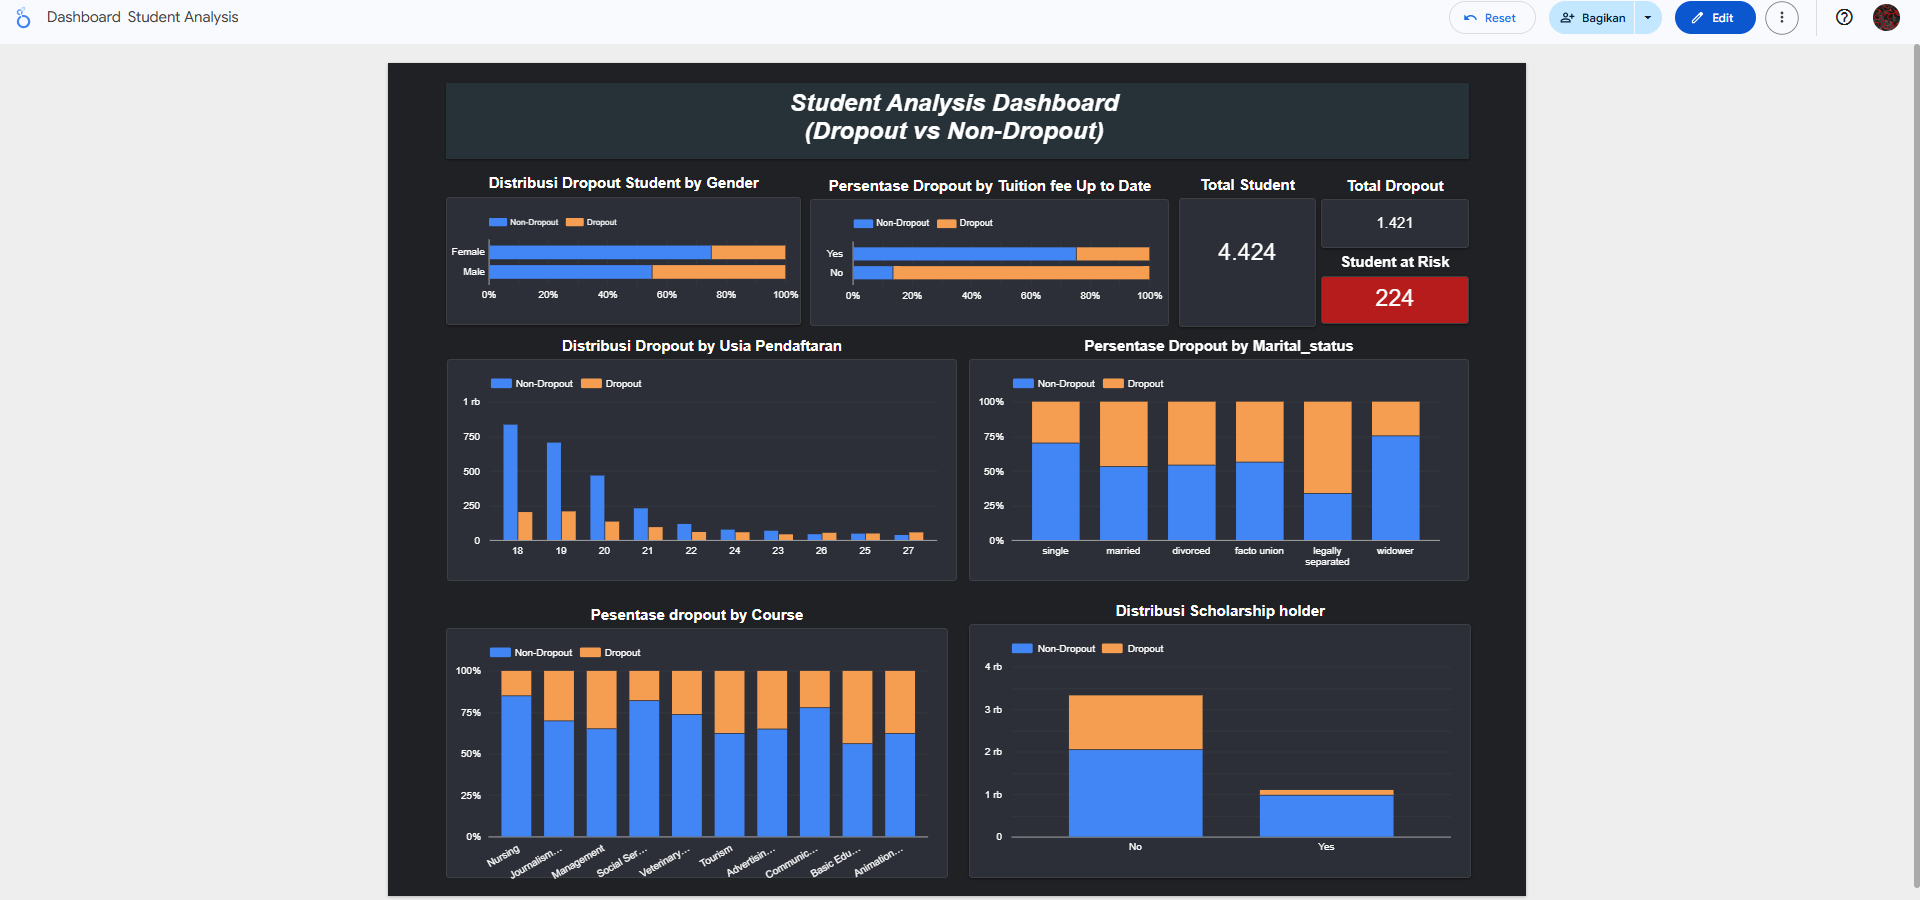 Dashboard Student Analysis
Reset
Bagikan
Edit
Student Analysis Dashboard
(Dropout vs Non-Dropout)
Distribusi Dropout Student by Gender
Non-Dropout Dropout
Female
Male
0% 20% 40% 60% 80% 100%
Persentase Dropout by Tuition fee Up to Date
Non-Dropout Dropout
Yes
No
0% 20% 40% 60% 80% 100%
Total Student
4.424
Total Dropout
1.421
Student at Risk
224
Distribusi Dropout by Usia Pendaftaran
Non-Dropout Dropout
1 rb
750
500
250
0
18 19 20 21 22 24 23 26 25 27
Persentase Dropout by Marital_status
Non-Dropout Dropout
100%
75%
50%
25%
0%
single married divorced facto union legally separated widower
Pesentase dropout by Course
Non-Dropout Dropout
100%
75%
50%
25%
0%
Nursing Journalism... Management Social Ser... Veterinary... Tourism Advertisin... Communic... Basic Edu... Animation...
Distribusi Scholarship holder
Non-Dropout Dropout
4 rb
3 rb
2 rb
1 rb
0
No Yes